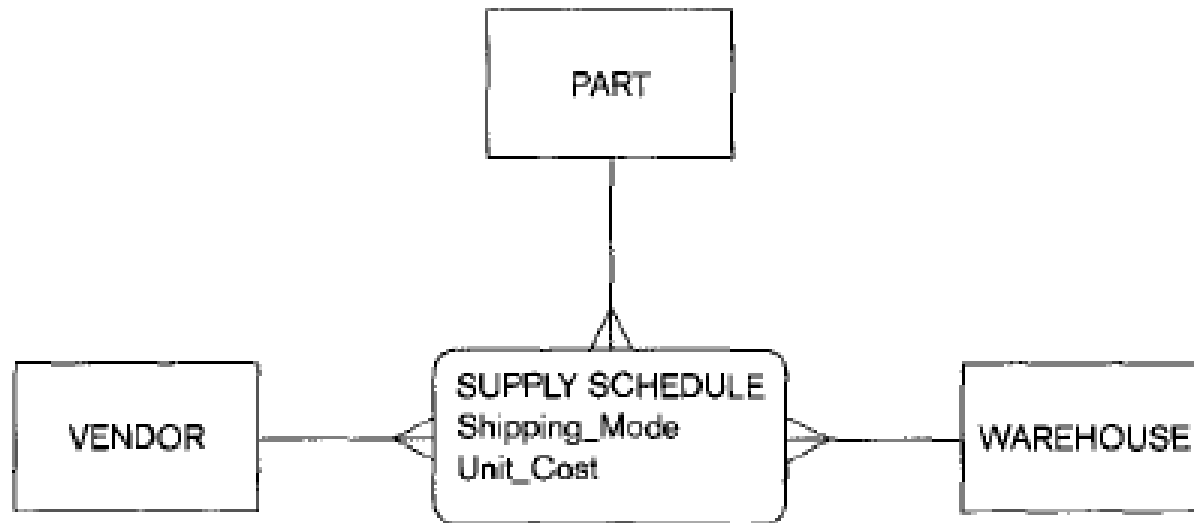 PART
SUPPLY SCHEDULE
Shipping_Mode
Unit_Cost
VENDOR
WAREHOUSE